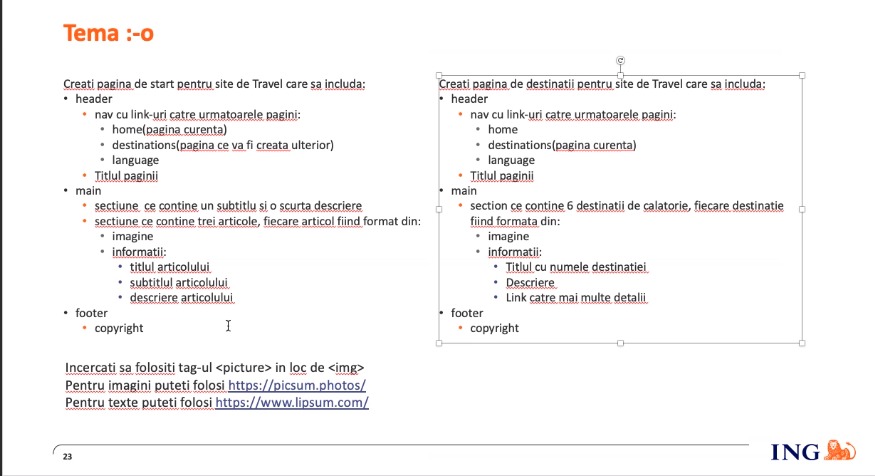 Tema :-o
Creati pagina de start pentru site de Travel care sa includa:
• header
• nav cu link-uri catre urmatoarele pagini:
• home(pagina curenta)
• destinations(pagina ce va fi creata ulterior)
• language
• Titlul paginii
• main
• sectiune ce contine un subtitlu si o scurta descriere
• sectiune ce contine trei articole, fiecare articol fiind format din:
• imagine
• informatii:
• titlul articolului
• subtitlul articolului
• descriere articolului
• footer
• copyright
Incercati sa folositi tag-ul <picture> in loc de <img>
Pentru imagini puteti folosi https://picsum.photos/
Pentru texte puteti folosi https://www.lipsum.com/
Creati pagina de destinatii pentru site de Travel care sa includa:
• header
• nav cu link-uri catre urmatoarele pagini:
• home
• destinations(pagina curenta)
• language
• Titlul paginii
• main
• section ce contine 6 destinatii de calatorie, fiecare destinatie
fiind formata din:
• imagine
• informatii:
• Titlul cu numele destinatiei
• Descriere
• Link catre mai multe detalii
• footer
• copyright
23
ING